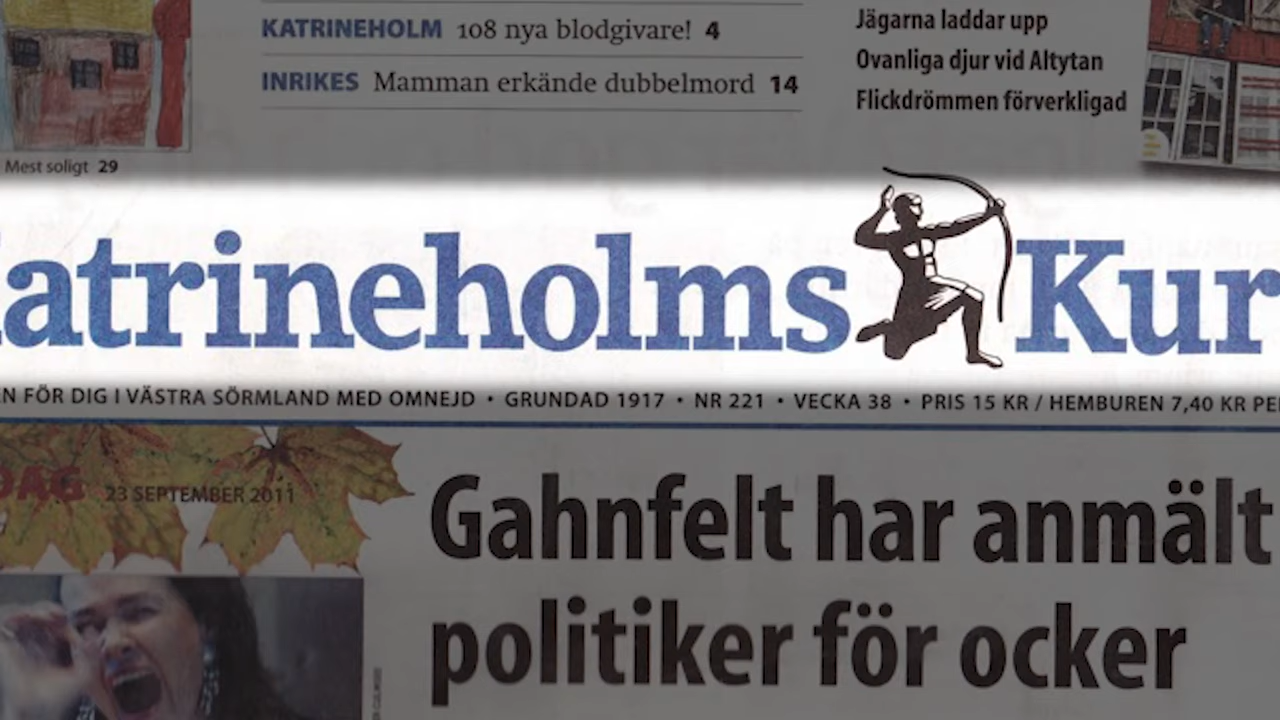 KATRINEHOLM 108 nya blodgivare! 4
INRIKES Mamman erkände dubbelmord 14
Jägarna laddar upp
Ovanliga djur vid Altytan
Flickdrömmen förverkligad
Mest soligt 29
atrineholms Kur
EN FÖR DIG I VÄSTRA SÖRMLAND MED OMNEJD • GRUNDAD 1917 • NR 221 • VECKA 38 • PRIS 15 KR / HEMBUREN 7,40 KR PE
DAG 23 SEPTEMBER 2011
Gahnfelt har anmält
politiker för ocker